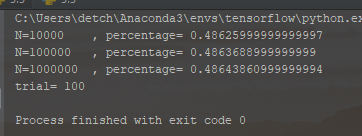 C:\Users\detch\Anaconda3\envs\tensorflow\python.ex
N=10000    , percentage= 0.48625999999999997
N=100000   , percentage= 0.4863688999999999
N=1000000  , percentage= 0.48643860999999994
trial= 100
Process finished with exit code 0